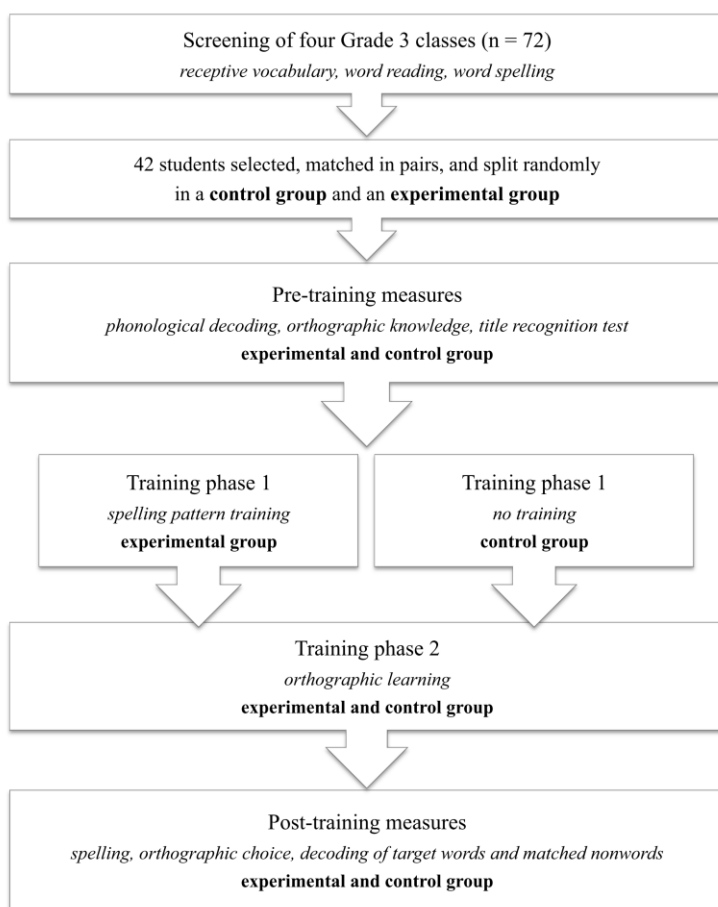 Screening of four Grade 3 classes (n = 72)
receptive vocabulary, word reading, word spelling
42 students selected, matched in pairs, and split randomly
in a control group and an experimental group
Pre-training measures
phonological decoding, orthographic knowledge, title recognition test
experimental and control group
Training phase 1
spelling pattern training
experimental group
Training phase 1
no training
control group
Training phase 2
orthographic learning
experimental and control group
Post-training measures
spelling, orthographic choice, decoding of target words and matched nonwords
experimental and control group